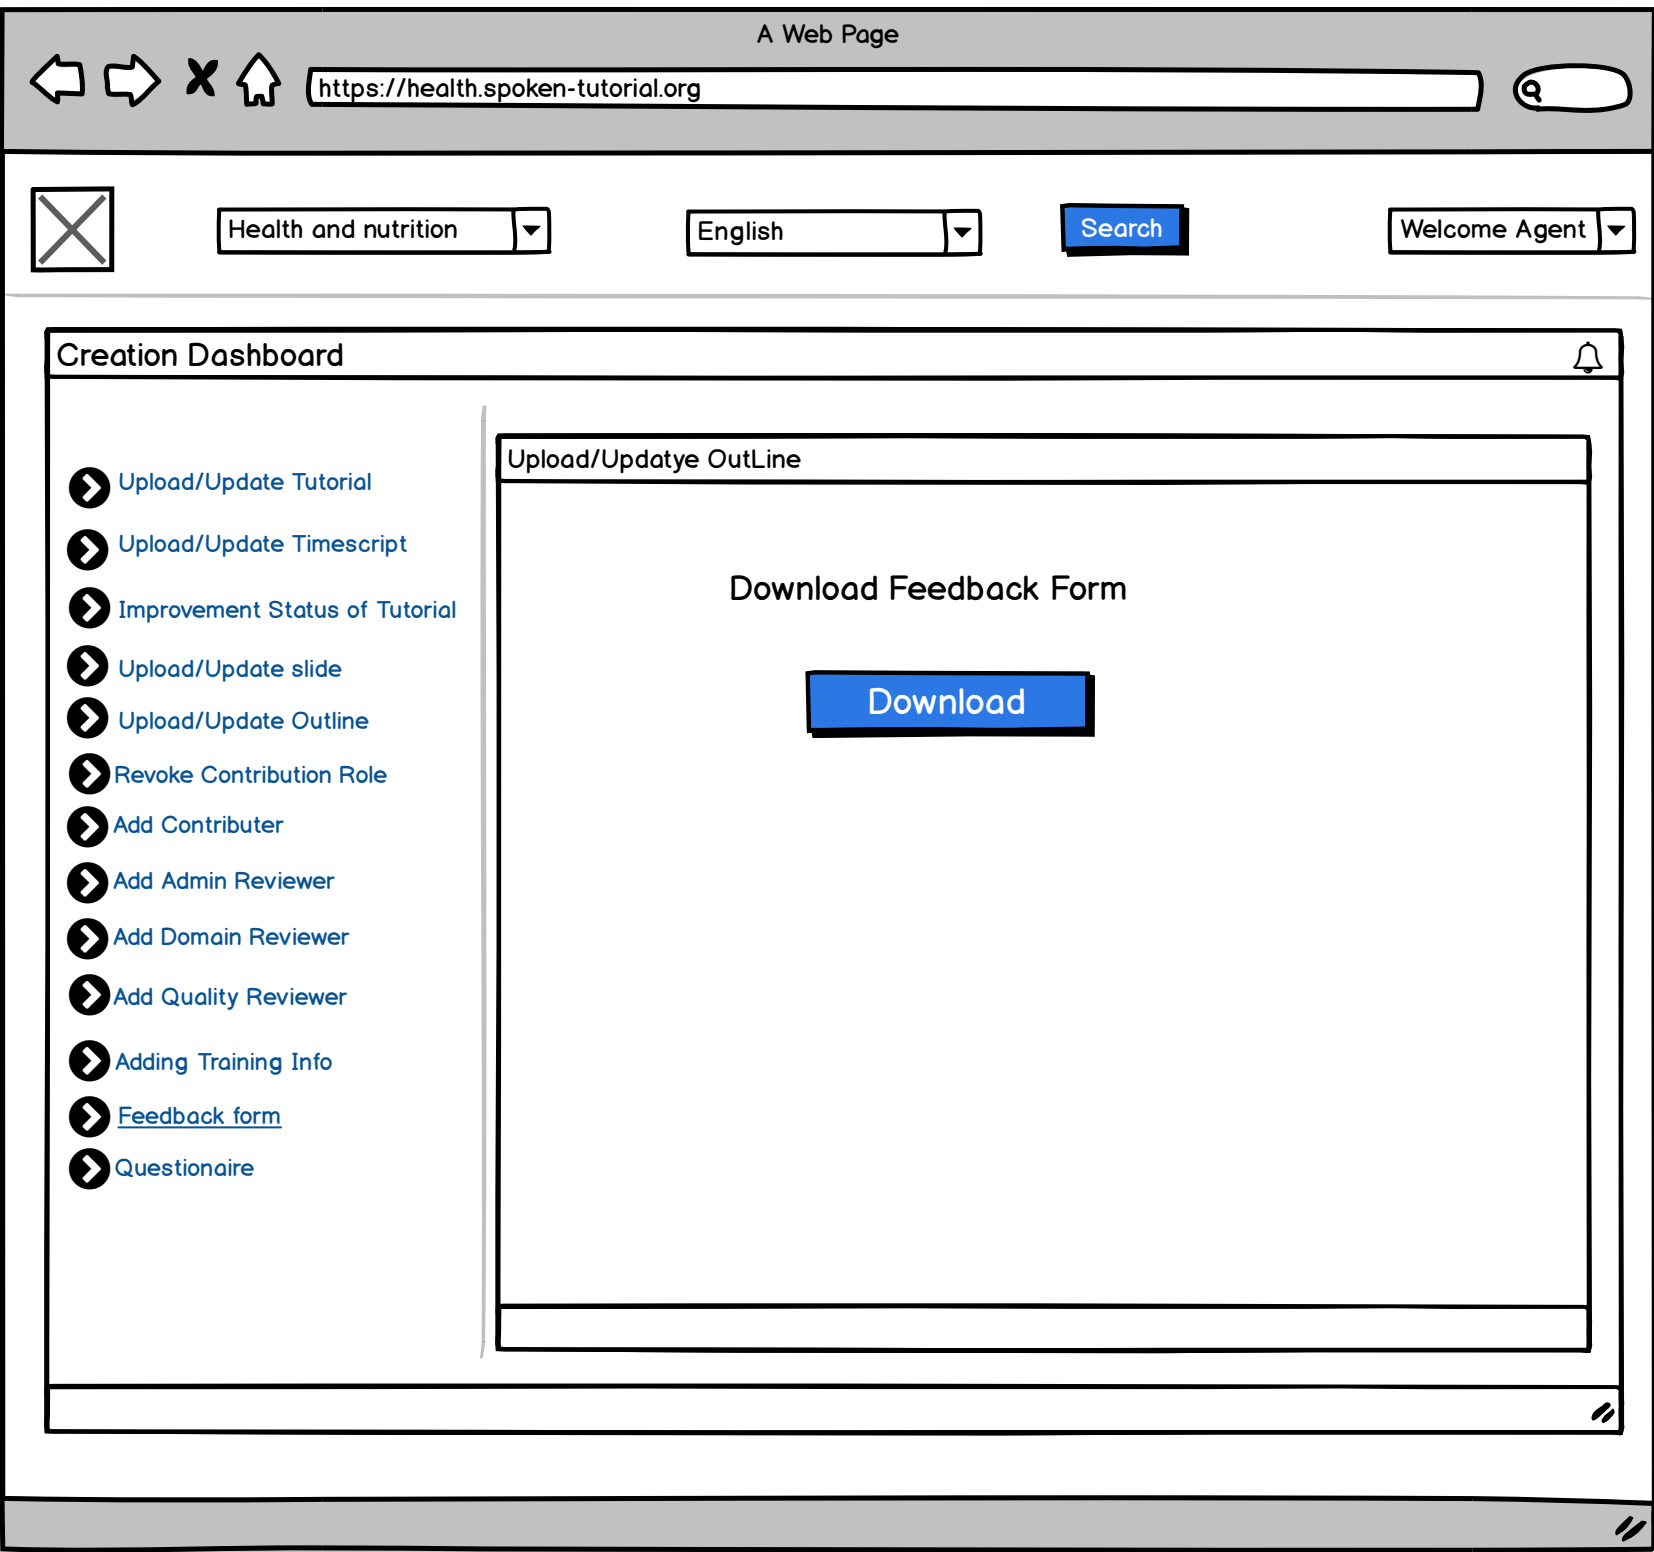 A Web Page
https://health.spoken-tutorial.org
Health and nutrition
English
Search
Welcome Agent
Creation Dashboard
Upload/Updatye OutLine
Upload/Update Tutorial
Upload/Update Timescript
Improvement Status of Tutorial
Upload/Update slide
Upload/Update Outline
Revoke Contribution Role
Add Contributer
Add Admin Reviewer
Add Domain Reviewer
Add Quality Reviewer
Adding Training Info
Feedback form
Questionaire
Download Feedback Form
Download